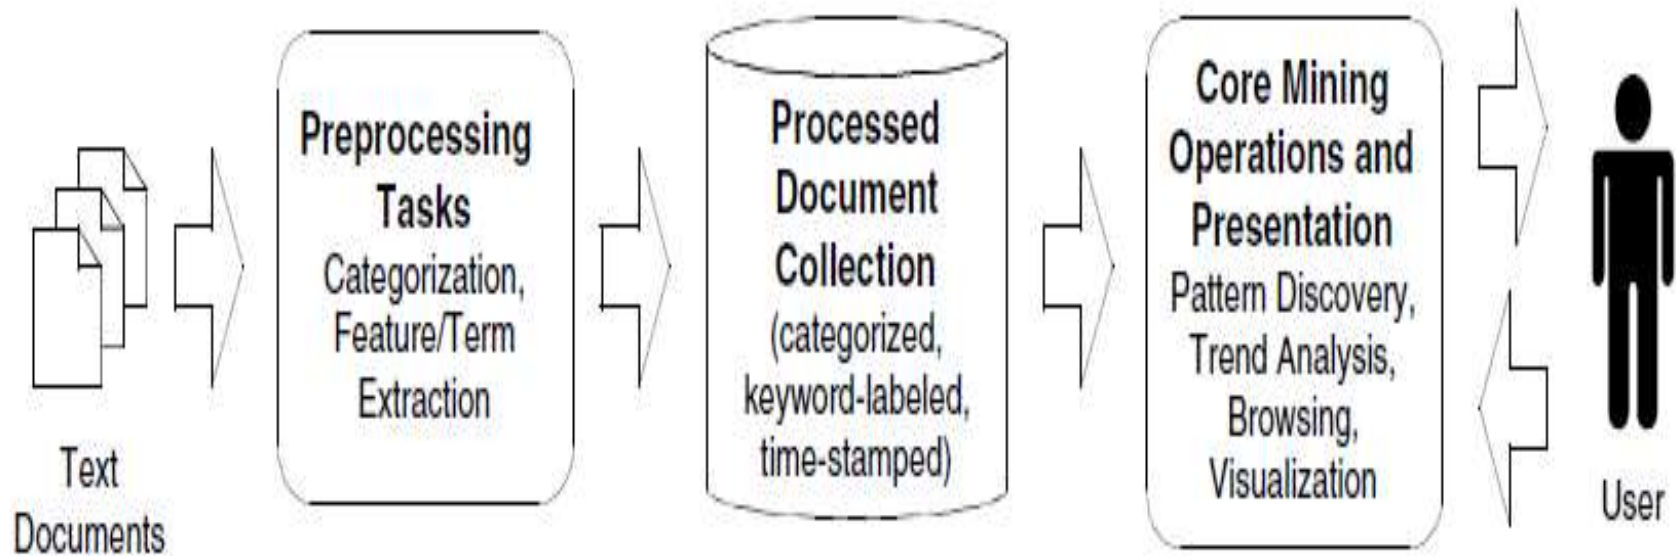 Text
Documents
Preprocessing
Tasks
Categorization,
Feature/Term
Extraction
Processed
Document
Collection
(categorized,
keyword-labeled,
time-stamped)
Core Mining
Operations and
Presentation
Pattern Discovery,
Trend Analysis,
Browsing,
Visualization
User